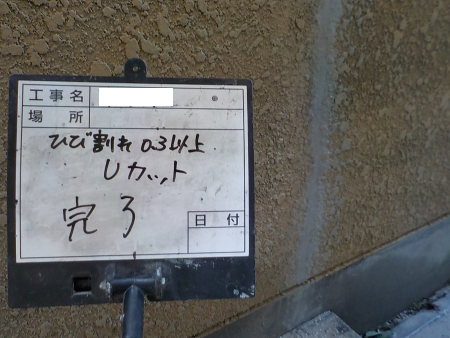 工事名
場所
ひび割れ 0.3以上
Uカット
完了
日付